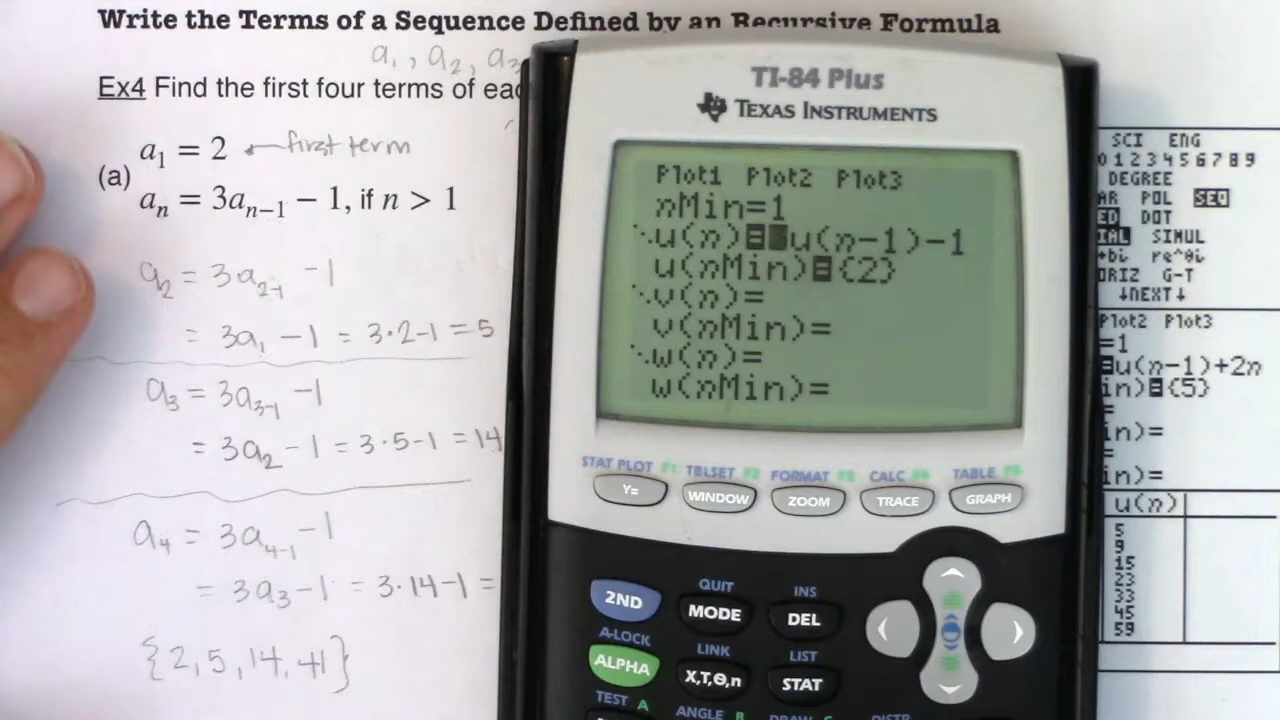 Write the Terms of a Sequence Defined by an Recursive Formula
a₁, a₂, a₃
Ex4 Find the first four terms of
(a)
a₁ = 2 ← first term
aₙ = 3aₙ₋₁ − 1, if n > 1
a₂ = 3a₂₋₁ − 1
= 3a₁ − 1 = 3·2−1 = 5
a₃ = 3a₃₋₁ − 1
= 3a₂ − 1 = 3·5−1 = 14
a₄ = 3a₄₋₁ − 1
= 3a₃ − 1 = 3·14−1 =
{2, 5, 14, 41}
TI-84 Plus
TEXAS INSTRUMENTS
Plot1 Plot2 Plot3
nMin=1
u(n)=u(n-1)-1
u(nMin)={2}
v(n)=
v(nMin)=
w(n)=
w(nMin)=
STAT PLOT F1 TBLSET F2 FORMAT F3 CALC F4 TABLE F5
Y= WINDOW ZOOM TRACE GRAPH
QUIT INS
2ND MODE DEL
A-LOCK LINK LIST
ALPHA X,T,Θ,n STAT
TEST A ANGLE B
SCI ENG
0123456789
DEGREE
AR POL SEQ
ED DOT
IAL SIMUL
+bi re^θi
ORIZ G-T
↓NEXT↓
Plot2 Plot3
=1
=u(n-1)+2n
in)={5}
=
in)=
=
in)=
u(n)
5
9
15
23
33
45
59